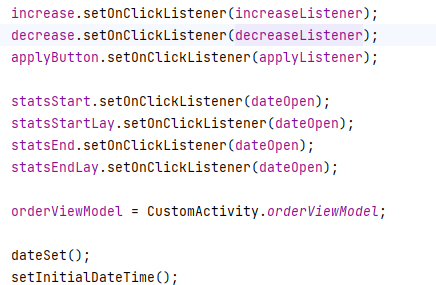 increase.setOnClickListener(increaseListener);
decrease.setOnClickListener(decreaseListener);
applyButton.setOnClickListener(applyListener);
statsStart.setOnClickListener(dateOpen);
statsStartLay.setOnClickListener(dateOpen);
statsEnd.setOnClickListener(dateOpen);
statsEndLay.setOnClickListener(dateOpen);
orderViewModel = CustomActivity.orderViewModel;
dateSet();
setInitialDateTime();